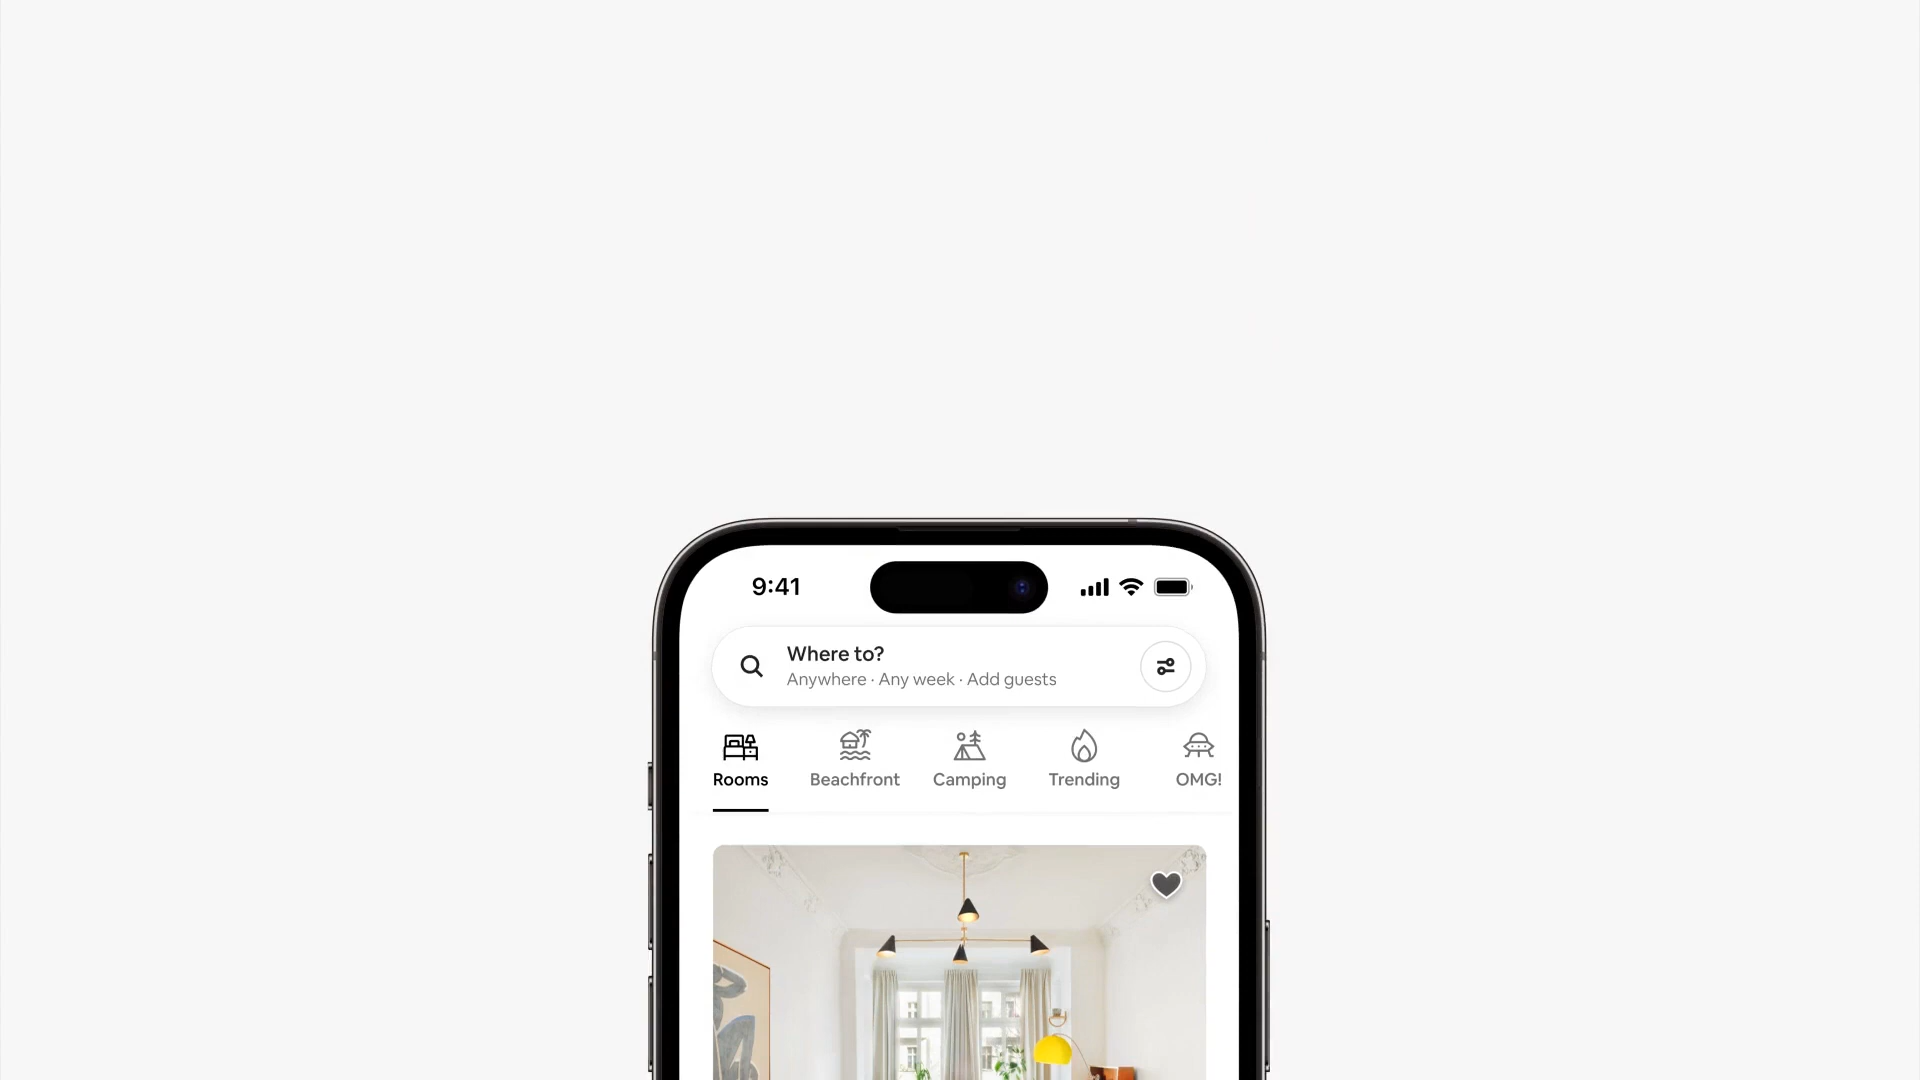 9:41
Where to?
Anywhere · Any week · Add guests
Rooms
Beachfront
Camping
Trending
OMG!